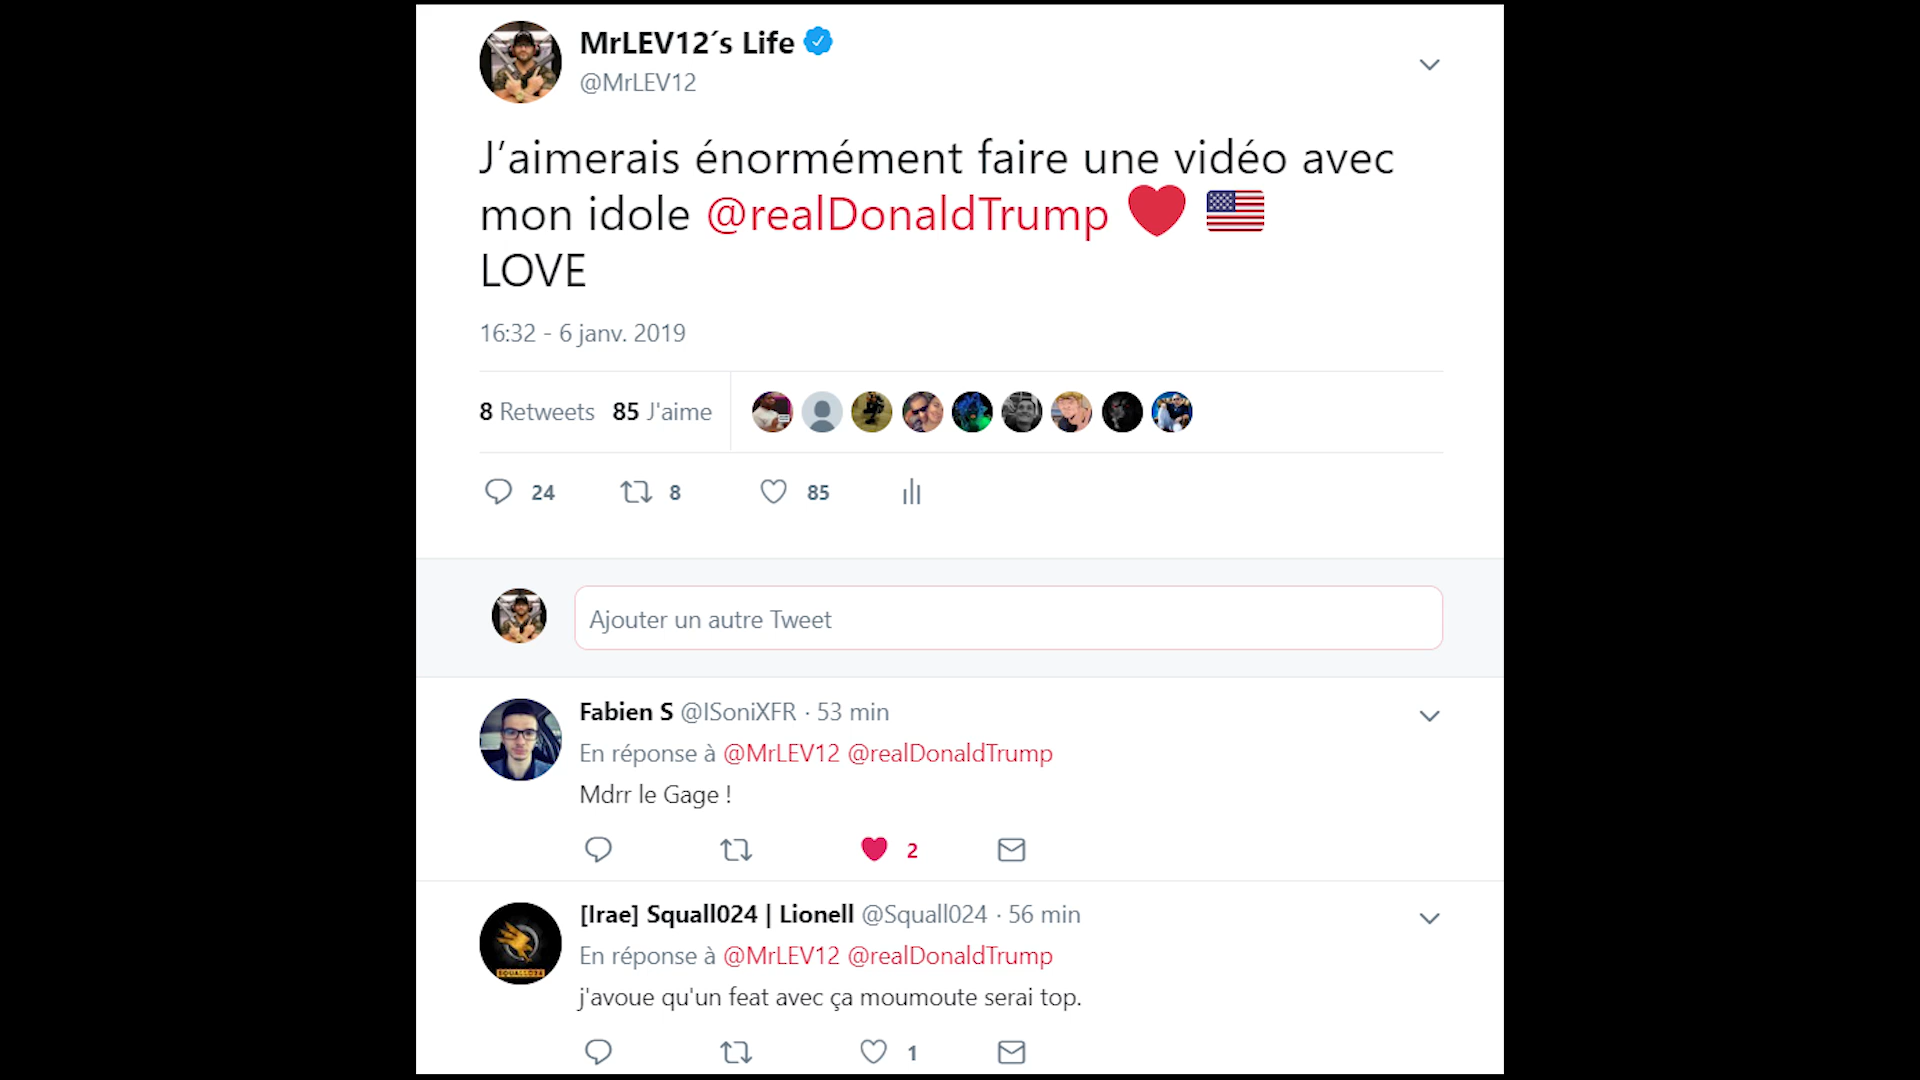 MrLEV12´s Life
@MrLEV12
J’aimerais énormément faire une vidéo avec
mon idole @realDonaldTrump ❤️ 🇺🇸
LOVE
16:32 - 6 janv. 2019
8 Retweets 85 J'aime
24 8 85
Ajouter un autre Tweet
Fabien S @ISoniXFR · 53 min
En réponse à @MrLEV12 @realDonaldTrump
Mdrr le Gage !
2
[Irae] Squall024 | Lionell @Squall024 · 56 min
En réponse à @MrLEV12 @realDonaldTrump
j'avoue qu'un feat avec ça moumoute serai top.
1
SQUALL024